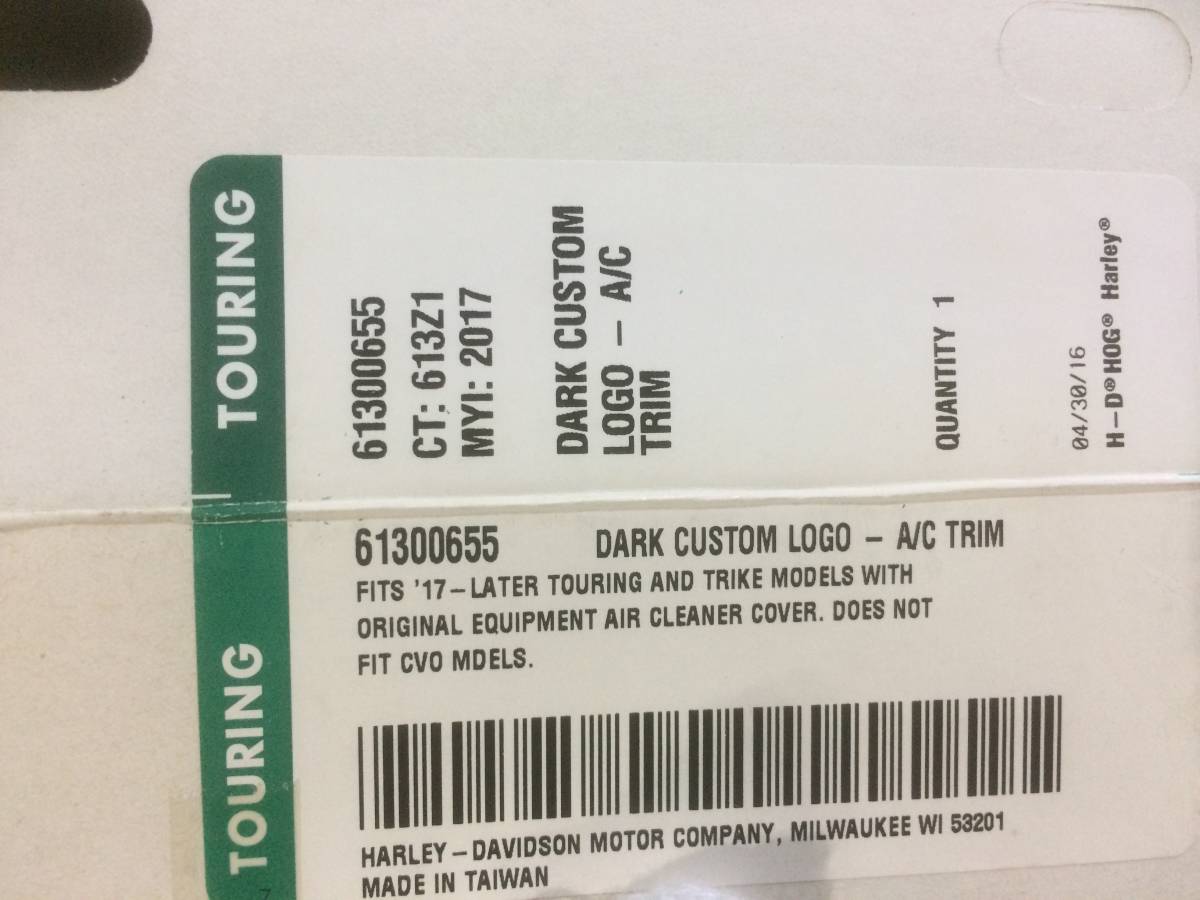 TOURING
61300655
CT: 613Z1
MYI: 2017
DARK CUSTOM
LOGO – A/C
TRIM
QUANTITY 1
04/30/16
H–D® HOG® Harley®
TOURING
61300655 DARK CUSTOM LOGO – A/C TRIM
FITS '17–LATER TOURING AND TRIKE MODELS WITH
ORIGINAL EQUIPMENT AIR CLEANER COVER. DOES NOT
FIT CVO MDELS.
HARLEY–DAVIDSON MOTOR COMPANY, MILWAUKEE WI 53201
MADE IN TAIWAN
7